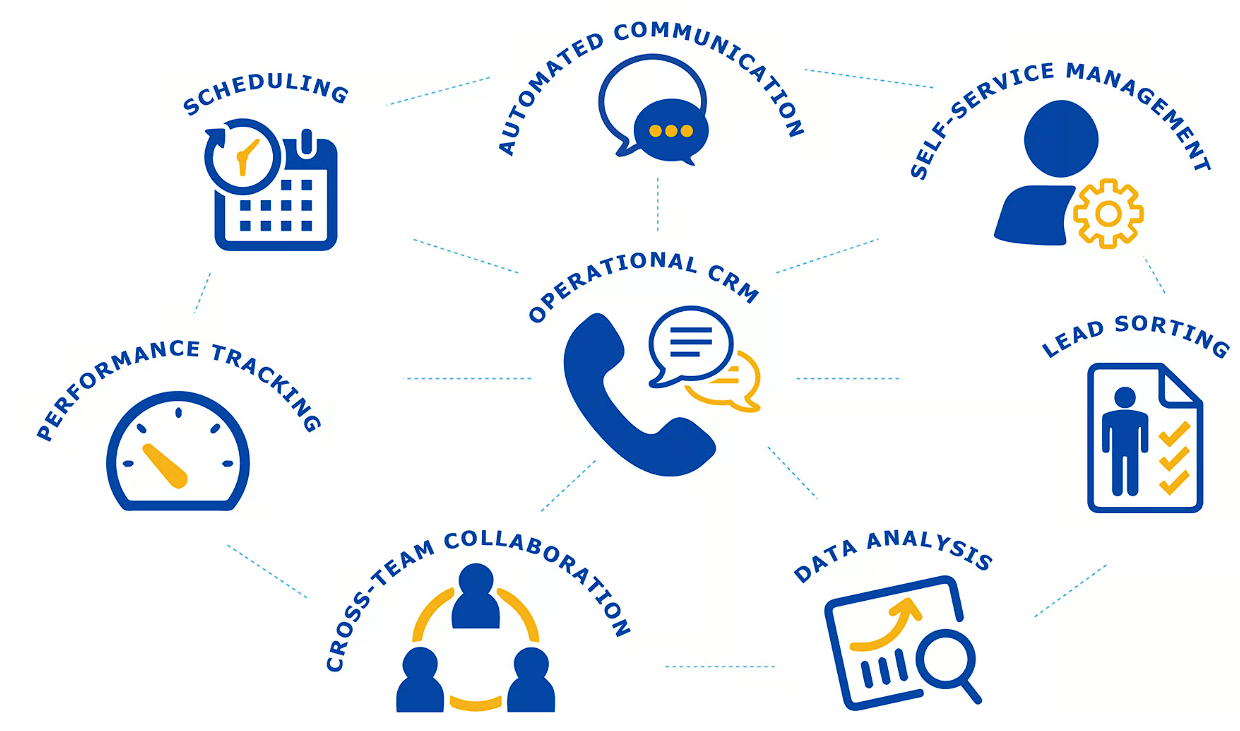 AUTOMATED COMMUNICATION
SCHEDULING
SELF-SERVICE MANAGEMENT
OPERATIONAL CRM
PERFORMANCE TRACKING
LEAD SORTING
CROSS-TEAM COLLABORATION
DATA ANALYSIS